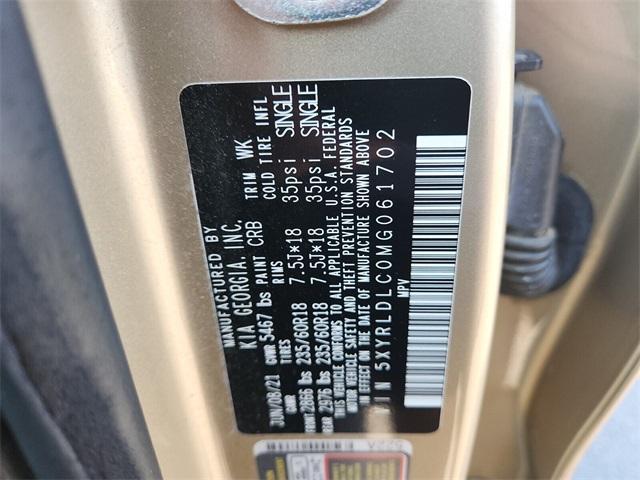 MANUFACTURED BY
KIA GEORGIA, INC.
JUN/08/21 GVWR 5467 lbs PAINT CRB TRIM WK
GAWR TIRES RIMS COLD TIRE INFL
2866 lbs 235/60R18 7.5J*18 35psi SINGLE
2976 lbs 235/60R18 7.5J*18 35psi SINGLE
THIS VEHICLE CONFORMS TO ALL APPLICABLE U.S.A. FEDERAL
MOTOR VEHICLE SAFETY AND THEFT PREVENTION STANDARDS
IN EFFECT ON THE DATE OF MANUFACTURE SHOWN ABOVE
VIN 5XYRLDLC0MG061702
MPV